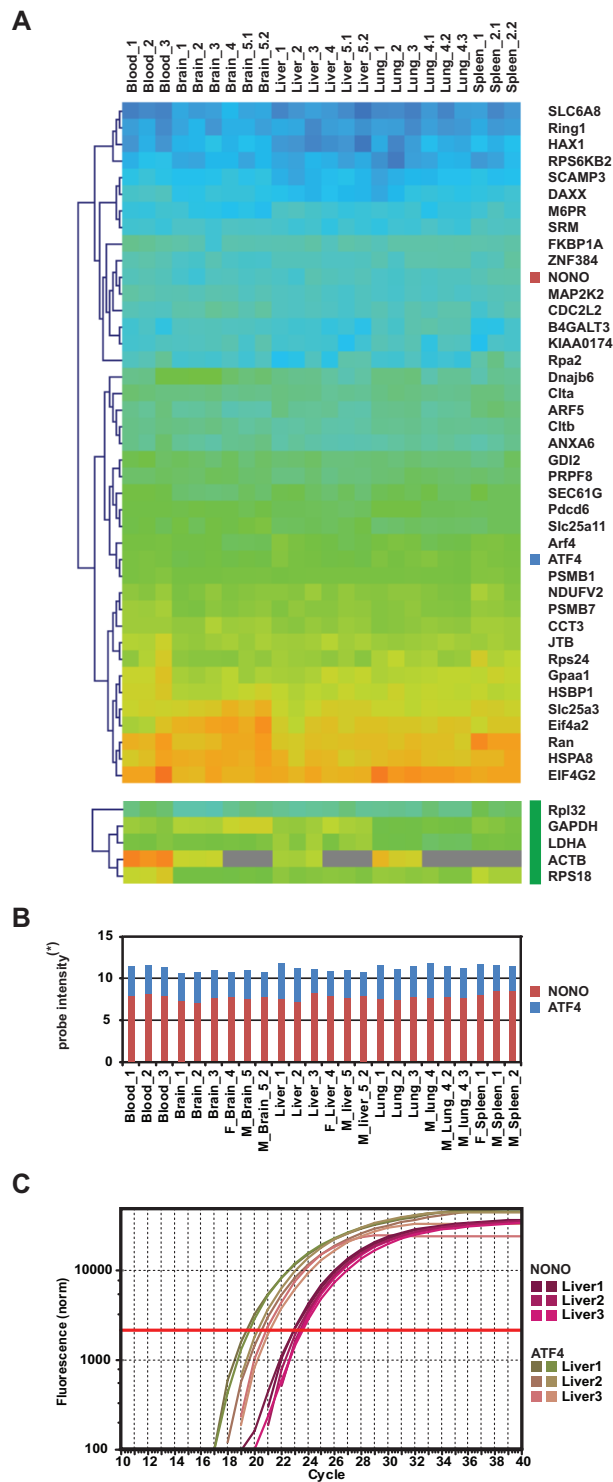 A
Blood_1
Blood_2
Blood_3
Brain_1
Brain_2
Brain_3
Brain_4
Brain_5.1
Brain_5.2
Liver_1
Liver_2
Liver_3
Liver_4
Liver_5.1
Liver_5.2
Lung_1
Lung_2
Lung_3
Lung_4.1
Lung_4.2
Lung_4.3
Spleen_1
Spleen_2.1
Spleen_2.2
SLC6A8
Ring1
HAX1
RPS6KB2
SCAMP3
DAXX
M6PR
SRM
FKBP1A
ZNF384
NONO
MAP2K2
CDC2L2
B4GALT3
KIAA0174
Rpa2
Dnajb6
Clta
ARF5
Cltb
ANXA6
GDI2
PRPF8
SEC61G
Pdcd6
Slc25a11
Arf4
ATF4
PSMB1
NDUFV2
PSMB7
CCT3
JTB
Rps24
Gpaa1
HSBP1
Slc25a3
Eif4a2
Ran
HSPA8
EIF4G2
Rpl32
GAPDH
LDHA
ACTB
RPS18
B
probe intensity(*)
15
10
5
0
NONO
ATF4
Blood_1
Blood_2
Blood_3
Brain_1
Brain_2
Brain_3
F_Brain_4
M_Brain_5
M_Brain_5_2
Liver_1
Liver_2
Liver_3
F_Liver_4
M_liver_5
M_liver_5_2
Lung_1
Lung_2
Lung_3
M_lung_4
M_Lung_4_2
M_lung_4_3
F_Spleen_1
M_Spleen_1
M_Spleen_2
C
Fluorescence (norm)
10000
1000
100
10 12 14 16 18 20 22 24 26 28 30 32 34 36 38 40
Cycle
NONO
Liver1
Liver2
Liver3
ATF4
Liver1
Liver2
Liver3